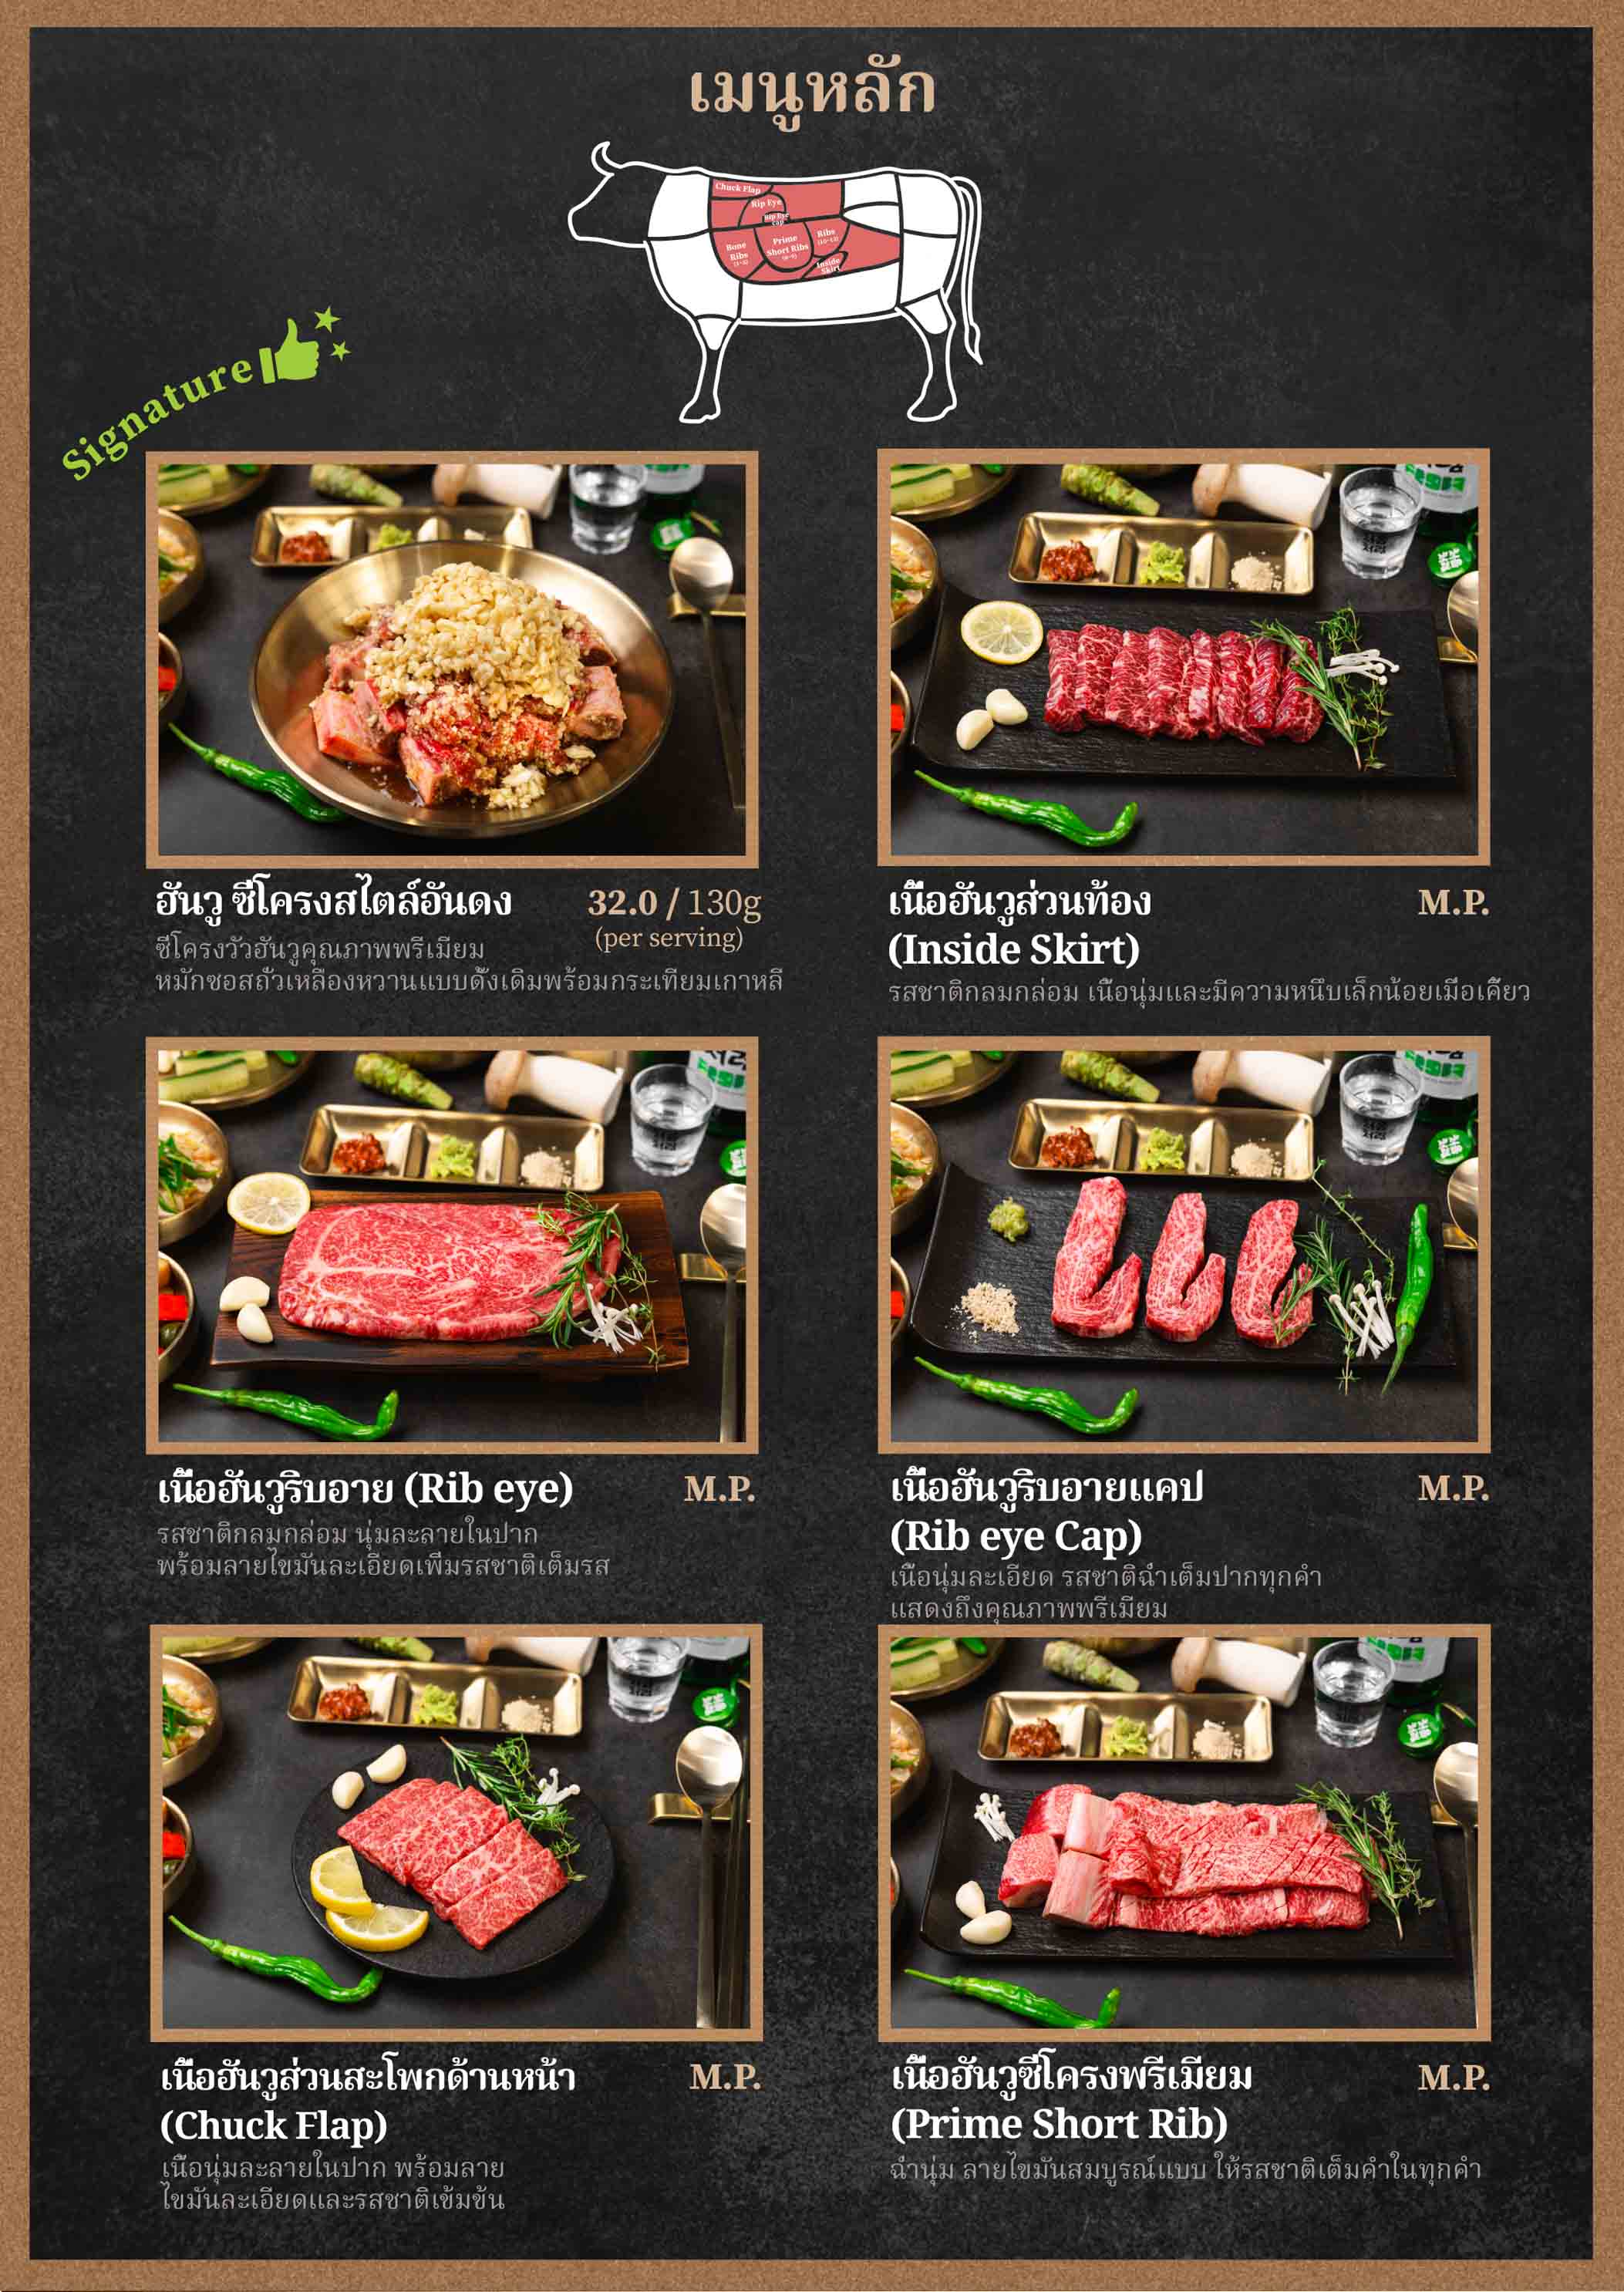 เมนูหลัก
Chuck Flap
Rip Eye
Rip Eye
cap
Bone
Ribs
Prime
Short Ribs
Ribs
Inside
Skirt
Signature
ฮันวู ซี่โครงสไตล์อันดง
32.0 / 130g
(per serving)
ซี่โครงวัวฮันวูคุณภาพพรีเมียม
หมักซอสถั่วเหลืองหวานแบบดั้งเดิมพร้อมกระเทียมเกาหลี
เนื้อฮันวูส่วนท้อง
M.P.
(Inside Skirt)
รสชาติกลมกล่อม เนื้อนุ่มและมีความหนึบเล็กน้อยเมื่อเคี้ยว
เนื้อฮันวูริบอาย (Rib eye)
M.P.
รสชาติกลมกล่อม นุ่มละลายในปาก
พร้อมลายไขมันละเอียดเพิ่มรสชาติเต็มรส
เนื้อฮันวูริบอายแคป
M.P.
(Rib eye Cap)
เนื้อนุ่มละเอียด รสชาติฉ่ำเต็มปากทุกคำ
แสดงถึงคุณภาพพรีเมียม
เนื้อฮันวูส่วนสะโพกด้านหน้า
M.P.
(Chuck Flap)
เนื้อนุ่มละลายในปาก พร้อมลาย
ไขมันละเอียดและรสชาติเข้มข้น
เนื้อฮันวูซี่โครงพรีเมียม
M.P.
(Prime Short Rib)
ฉ่ำนุ่ม ลายไขมันสมบูรณ์แบบ ให้รสชาติเต็มคำในทุกคำ